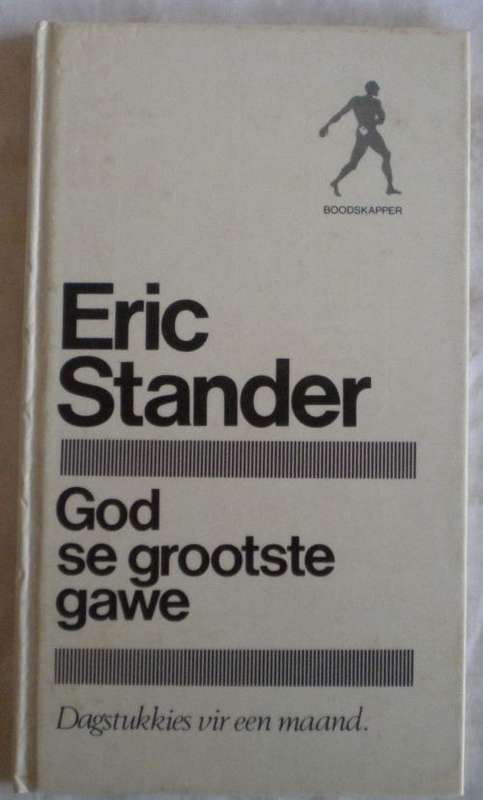 BOODSKAPPER
Eric
Stander
God
se grootste
gawe
Dagstukkies vir een maand.